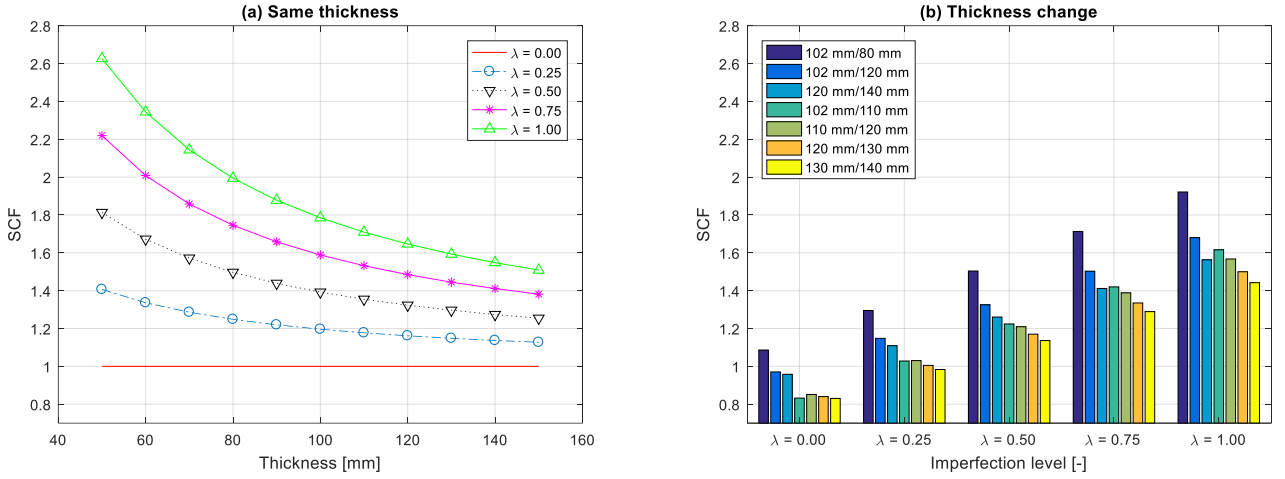 (a) Same thickness
2.8
2.6
2.4
2.2
2
1.8
1.6
1.4
1.2
1
0.8
SCF
40
60
80
100
120
140
160
Thickness [mm]
λ = 0.00
λ = 0.25
λ = 0.50
λ = 0.75
λ = 1.00
(b) Thickness change
2.8
2.6
2.4
2.2
2
1.8
1.6
1.4
1.2
1
0.8
SCF
102 mm/80 mm
102 mm/120 mm
120 mm/140 mm
102 mm/110 mm
110 mm/120 mm
120 mm/130 mm
130 mm/140 mm
λ = 0.00
λ = 0.25
λ = 0.50
λ = 0.75
λ = 1.00
Imperfection level [-]